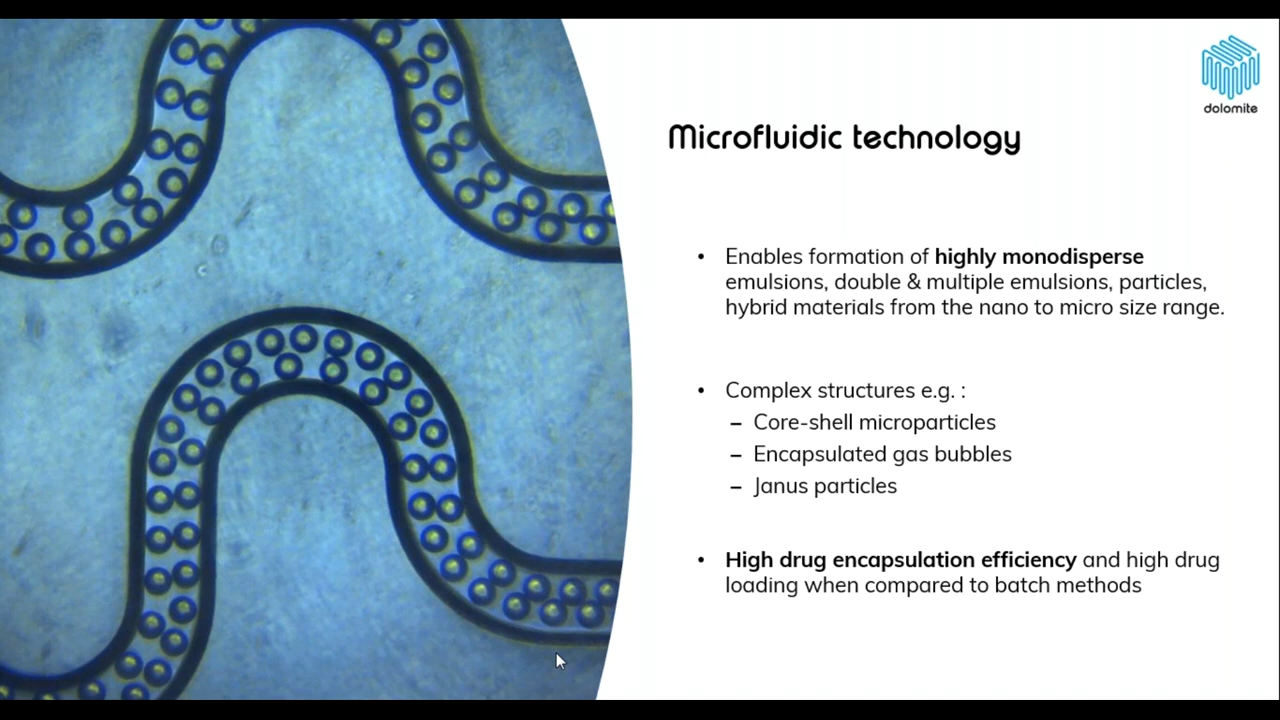 dolomite
Microfluidic technology
• Enables formation of highly monodisperse
emulsions, double & multiple emulsions, particles,
hybrid materials from the nano to micro size range.
• Complex structures e.g. :
– Core-shell microparticles
– Encapsulated gas bubbles
– Janus particles
• High drug encapsulation efficiency and high drug
loading when compared to batch methods